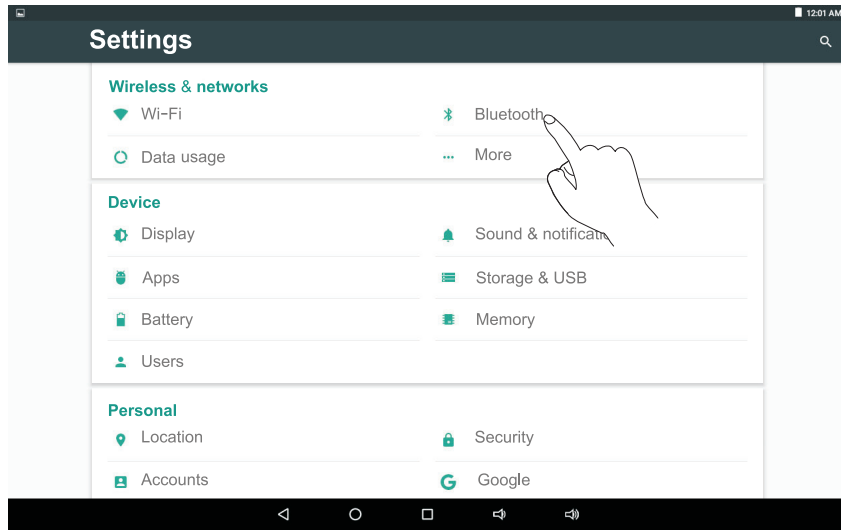 12:01 AM
Settings
Wireless & networks
Wi-Fi
Bluetooth
Data usage
More
Device
Display
Sound & notificatio
Apps
Storage & USB
Battery
Memory
Users
Personal
Location
Security
Accounts
Google